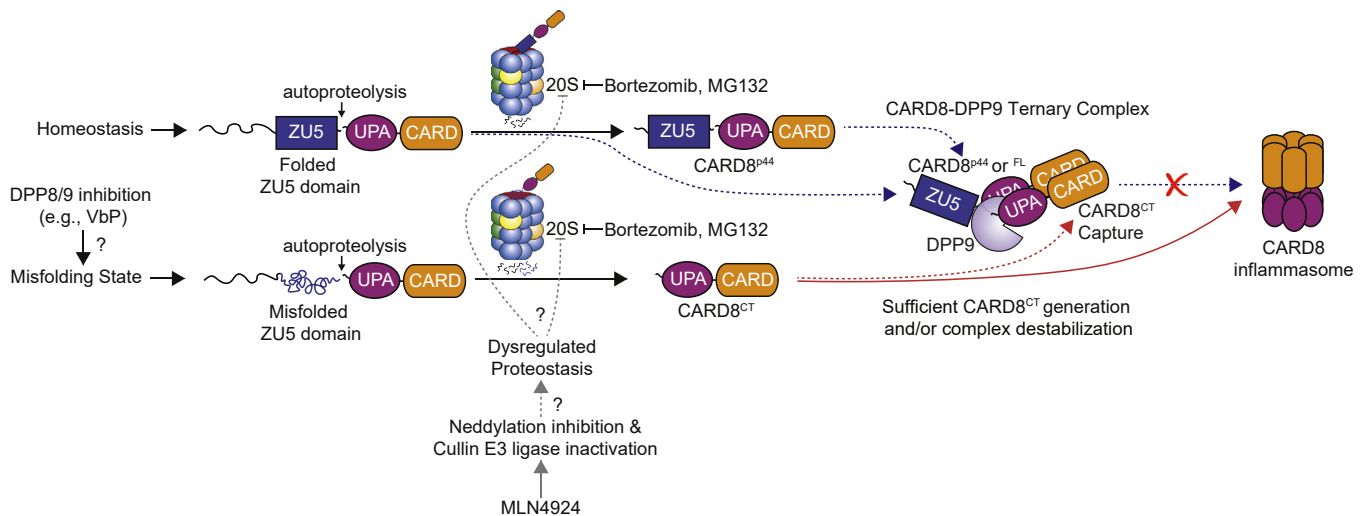 20S
Bortezomib, MG132
autoproteolysis
Homeostasis
ZU5
UPA
CARD
Folded
ZU5 domain
ZU5
UPA
CARD
CARD8p44
CARD8-DPP9 Ternary Complex
CARD8p44 or FL
ZU5
UPA
CARD
UPA
CARD
DPP9
CARD8CT
Capture
CARD8
inflammasome
DPP8/9 inhibition
(e.g., VbP)
?
Misfolding State
autoproteolysis
UPA
CARD
Misfolded
ZU5 domain
20S
Bortezomib, MG132
UPA
CARD
CARD8CT
Sufficient CARD8CT generation
and/or complex destabilization
?
Dysregulated
Proteostasis
?
Neddylation inhibition &
Cullin E3 ligase inactivation
MLN4924